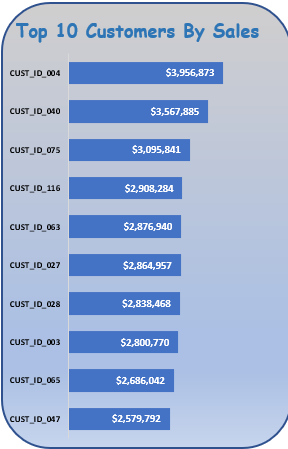 Top 10 Customers By Sales
CUST_ID_004 $3,956,873
CUST_ID_040 $3,567,885
CUST_ID_075 $3,095,841
CUST_ID_116 $2,908,284
CUST_ID_063 $2,876,940
CUST_ID_027 $2,864,957
CUST_ID_028 $2,838,468
CUST_ID_003 $2,800,770
CUST_ID_065 $2,686,042
CUST_ID_047 $2,579,792